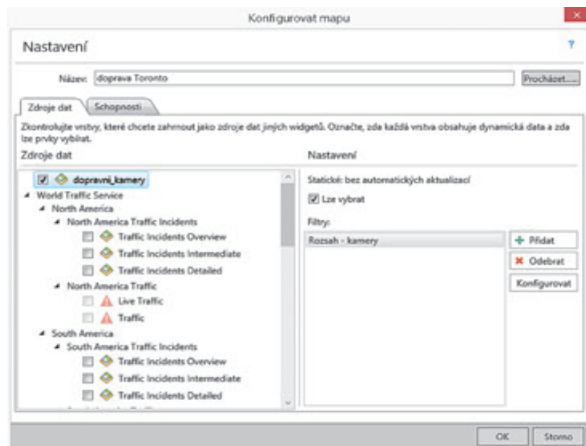 Konfigurovat mapu
Nastavení
?
Název:
doprava Toronto
Procházet....
Zdroje dat
Schopnosti
Zkontrolujte vrstvy, které chcete zahrnout jako zdroje dat jiných widgetů. Označte, zda každá vrstva obsahuje dynamická data a zda
lze prvky vybírat.
Zdroje dat
dopravni_kamery
World Traffic Service
North America
North America Traffic Incidents
Traffic Incidents Overview
Traffic Incidents Intermediate
Traffic Incidents Detailed
North America Traffic
Live Traffic
Traffic
South America
South America Traffic Incidents
Traffic Incidents Overview
Traffic Incidents Intermediate
Traffic Incidents Detailed
Nastavení
Statické: bez automatických aktualizací
Lze vybrat
Filtry:
Rozsah - kamery
Přidat
Odebrat
Konfigurovat
OK
Storno